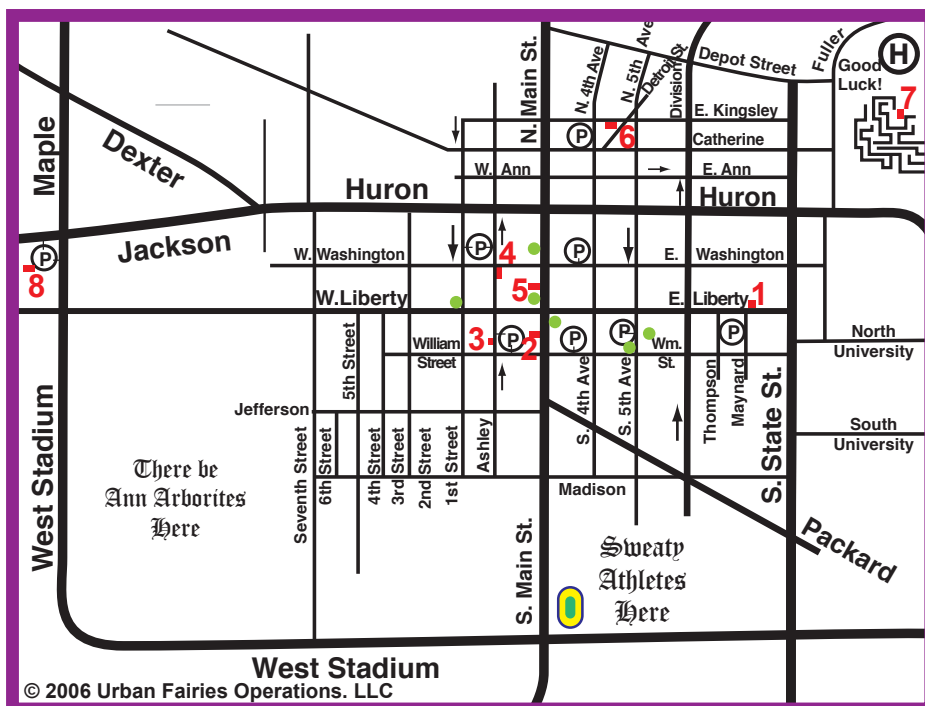 N. Main St.
N. 4th Ave
N. 5th Ave
Detroit St.
Division
Depot Street
Fuller
H
Good
Luck!
7
Maple
Dexter
E. Kingsley
P
6
Catherine
W. Ann
E. Ann
Huron
Huron
Jackson
P
8
W. Washington
P
4
P
E. Washington
W.Liberty
5
E. Liberty
1
5th Street
William
Street
3
P
2
P
P
Wm.
St.
P
North
University
Jefferson
S. 4th Ave
S. 5th Ave
Thompson
Maynard
S. State St.
South
University
West Stadium
There be
Ann Arborites
Here
Seventh Street
6th Street
4th Street
3rd Street
2nd Street
1st Street
Ashley
Madison
S. Main St.
Sweaty
Athletes
Here
Packard
West Stadium
© 2006 Urban Fairies Operations. LLC